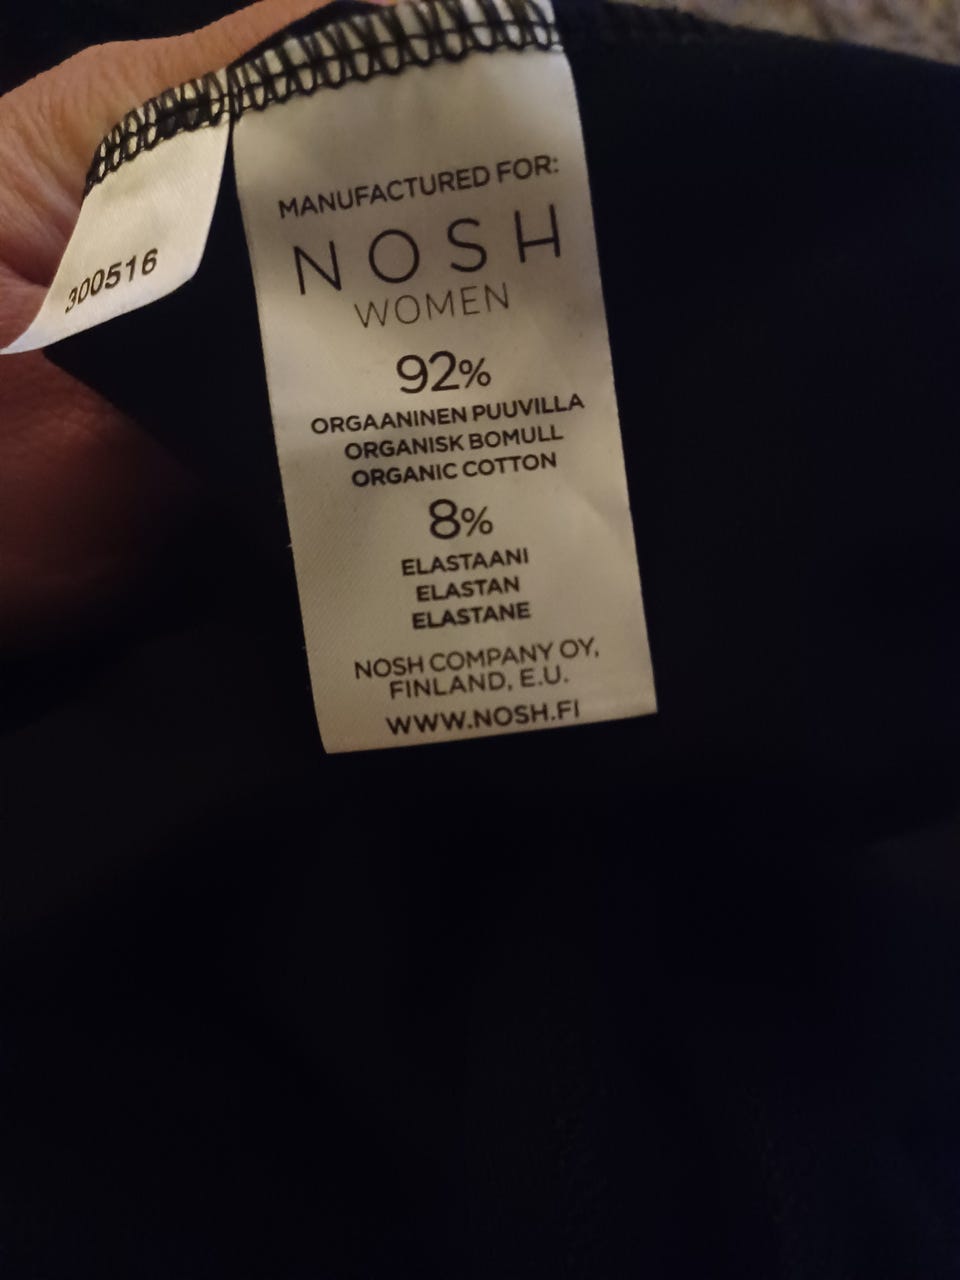 300516
MANUFACTURED FOR:
NOSH
WOMEN
92%
ORGAANINEN PUUVILLA
ORGANISK BOMULL
ORGANIC COTTON
8%
ELASTAANI
ELASTAN
ELASTANE
NOSH COMPANY OY,
FINLAND, E.U.
WWW.NOSH.FI